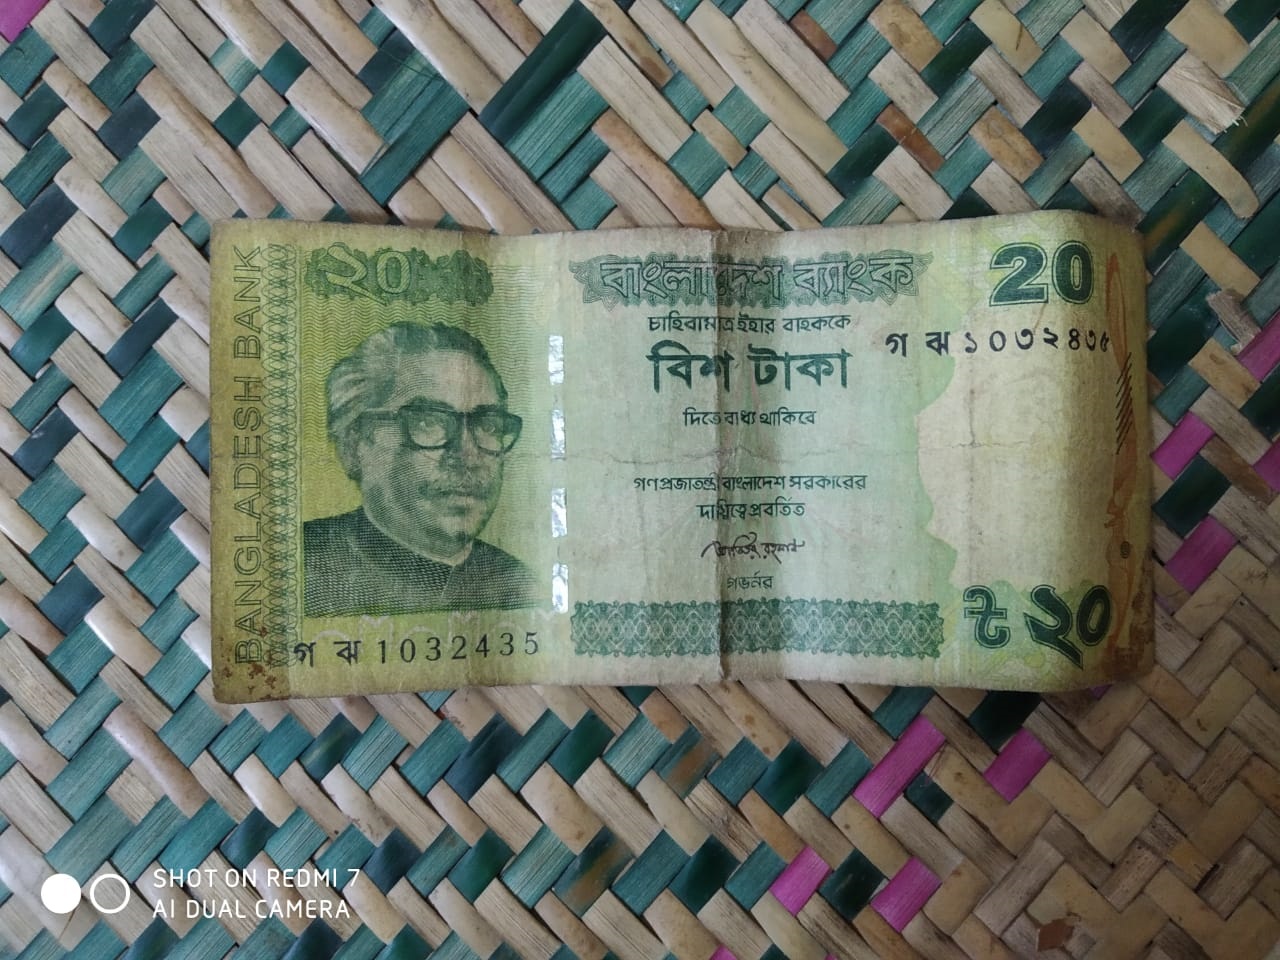 BANGLADESH BANK
২০
বাংলাদেশ ব্যাংক
20
চাহিবামাত্র ইহার বাহককে
গ ঝ ১০৩২৪৩৫
বিশ টাকা
দিতে বাধ্য থাকিবে
গণপ্রজাতন্ত্রী বাংলাদেশ সরকারের
দায়িত্বে প্রবর্তিত
গভর্নর
৳ ২০
গ ঝ 1032435
SHOT ON REDMI 7
AI DUAL CAMERA